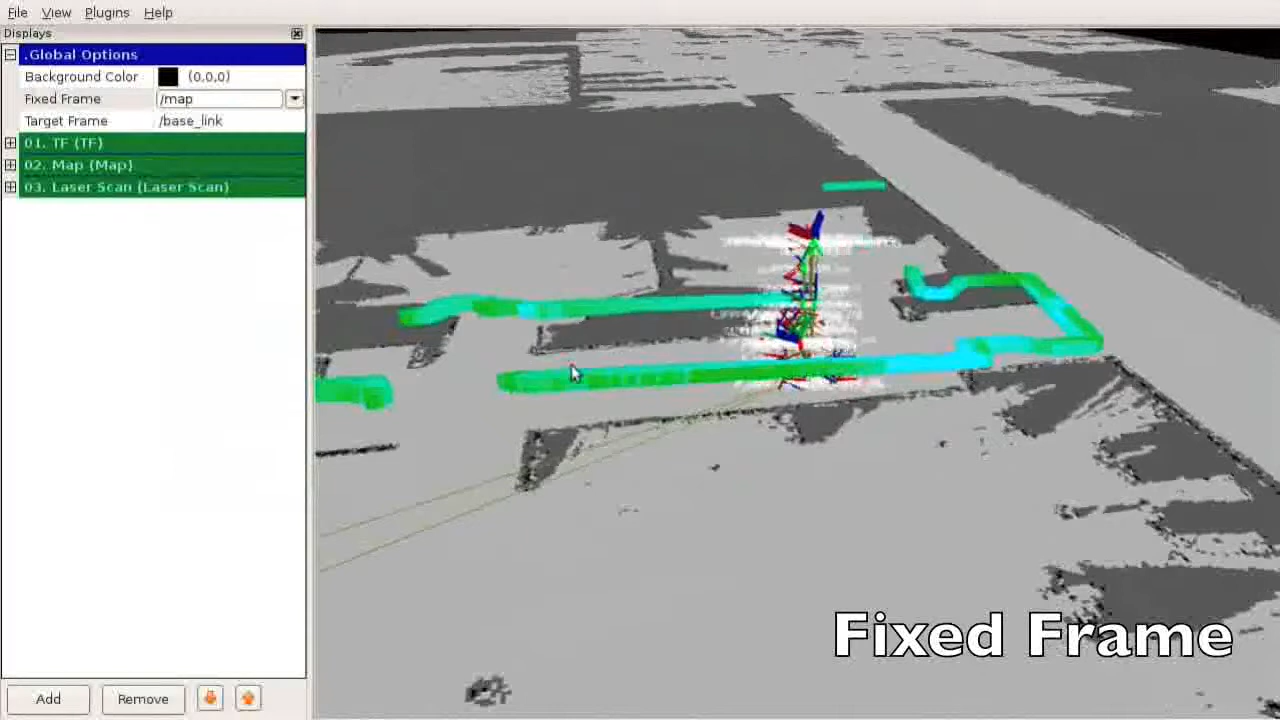 File View Plugins Help
Displays
.Global Options
Background Color (0,0,0)
Fixed Frame /map
Target Frame /base_link
01. TF (TF)
02. Map (Map)
03. Laser Scan (Laser Scan)
Fixed Frame
Add Remove